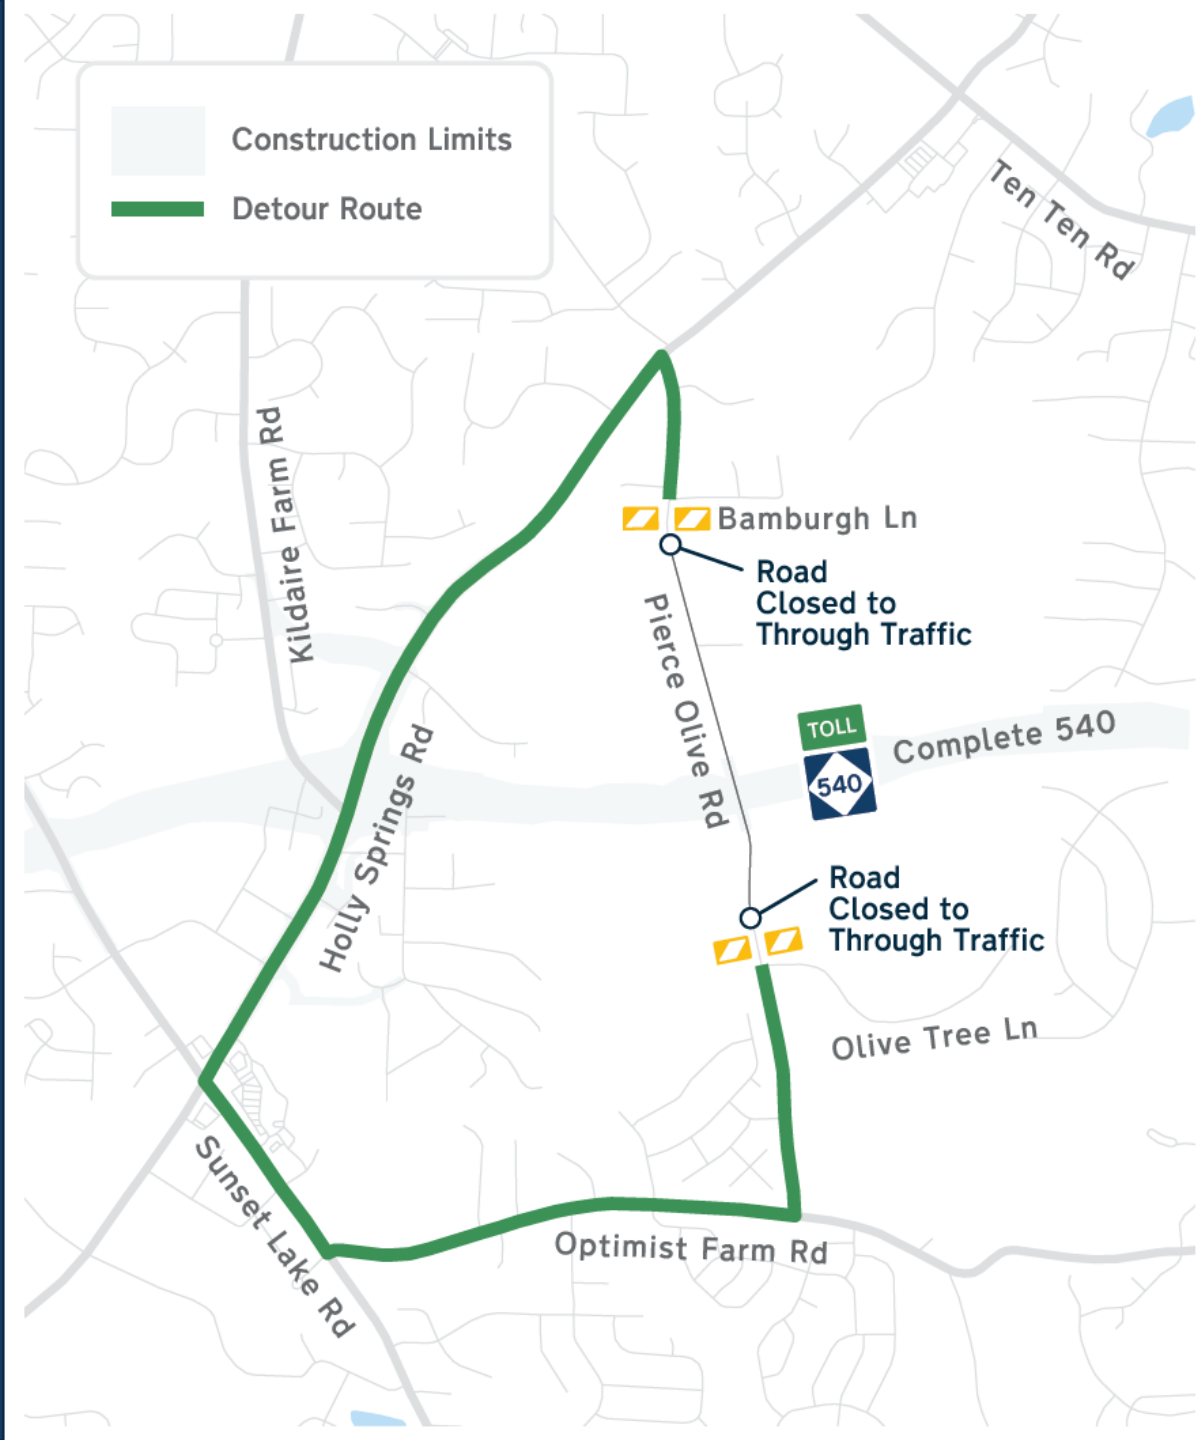 Construction Limits
Detour Route
Ten Ten Rd
Kildaire Farm Rd
Bamburgh Ln
Road
Closed to
Through Traffic
Pierce Olive Rd
TOLL
540
Complete 540
Holly Springs Rd
Road
Closed to
Through Traffic
Olive Tree Ln
Sunset Lake Rd
Optimist Farm Rd